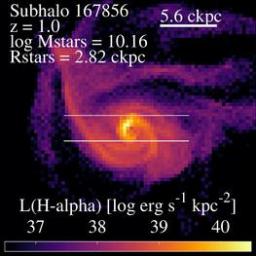 Subhalo 167856
z = 1.0
log Mstars = 10.16
Rstars = 2.82 ckpc
5.6 ckpc
L(H-alpha) [log erg s⁻¹ kpc⁻²]
37 38 39 40